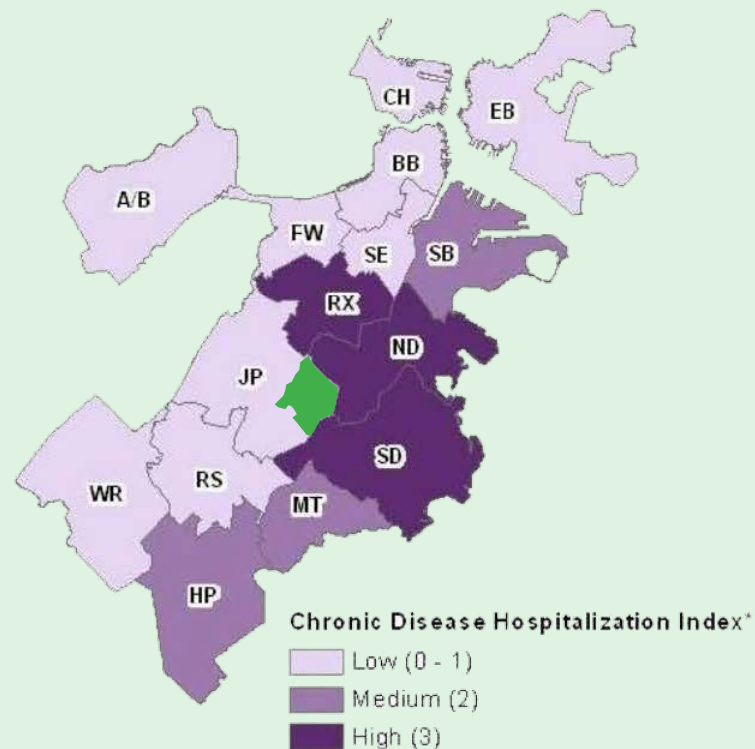 CH
EB
BB
A/B
FW
SE
SB
RX
ND
JP
SD
RS
WR
MT
HP
Chronic Disease Hospitalization Index*
Low (0 - 1)
Medium (2)
High (3)